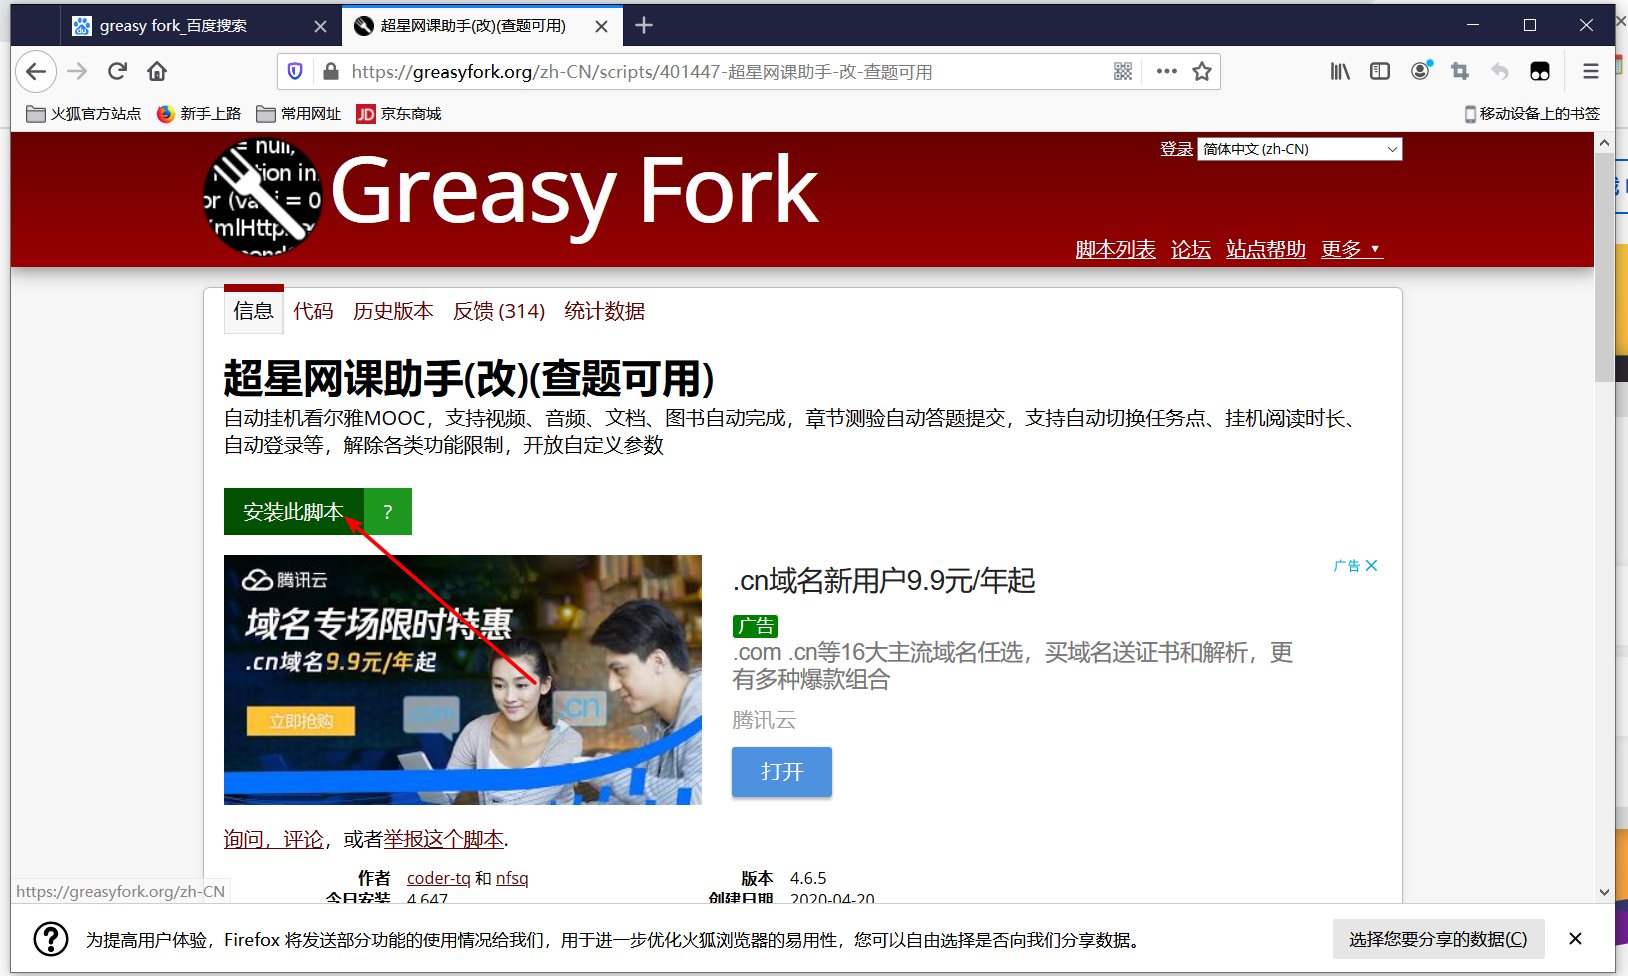 greasy fork_百度搜索
超星网课助手(改)(查题可用)
https://greasyfork.org/zh-CN/scripts/401447-超星网课助手-改-查题可用
火狐官方站点 新手上路 常用网址 JD 京东商城 移动设备上的书签
登录 简体中文 (zh-CN)
Greasy Fork
脚本列表 论坛 站点帮助 更多 ▼
信息 代码 历史版本 反馈 (314) 统计数据
超星网课助手(改)(查题可用)
自动挂机看尔雅MOOC，支持视频、音频、文档、图书自动完成，章节测验自动答题提交，支持自动切换任务点、挂机阅读时长、
自动登录等，解除各类功能限制，开放自定义参数
安装此脚本 ?
腾讯云
域名专场限时特惠
.cn域名9.9元/年起
立即抢购
.com
.cn
.cn域名新用户9.9元/年起
广告
广告
.com .cn等16大主流域名任选，买域名送证书和解析，更
有多种爆款组合
腾讯云
打开
询问，评论，或者举报这个脚本.
作者 coder-tq 和 nfsq 版本 4.6.5
今日安装 4,647 创建日期 2020-04-20
https://greasyfork.org/zh-CN
为提高用户体验，Firefox 将发送部分功能的使用情况给我们，用于进一步优化火狐浏览器的易用性，您可以自由选择是否向我们分享数据。 选择您要分享的数据(C)